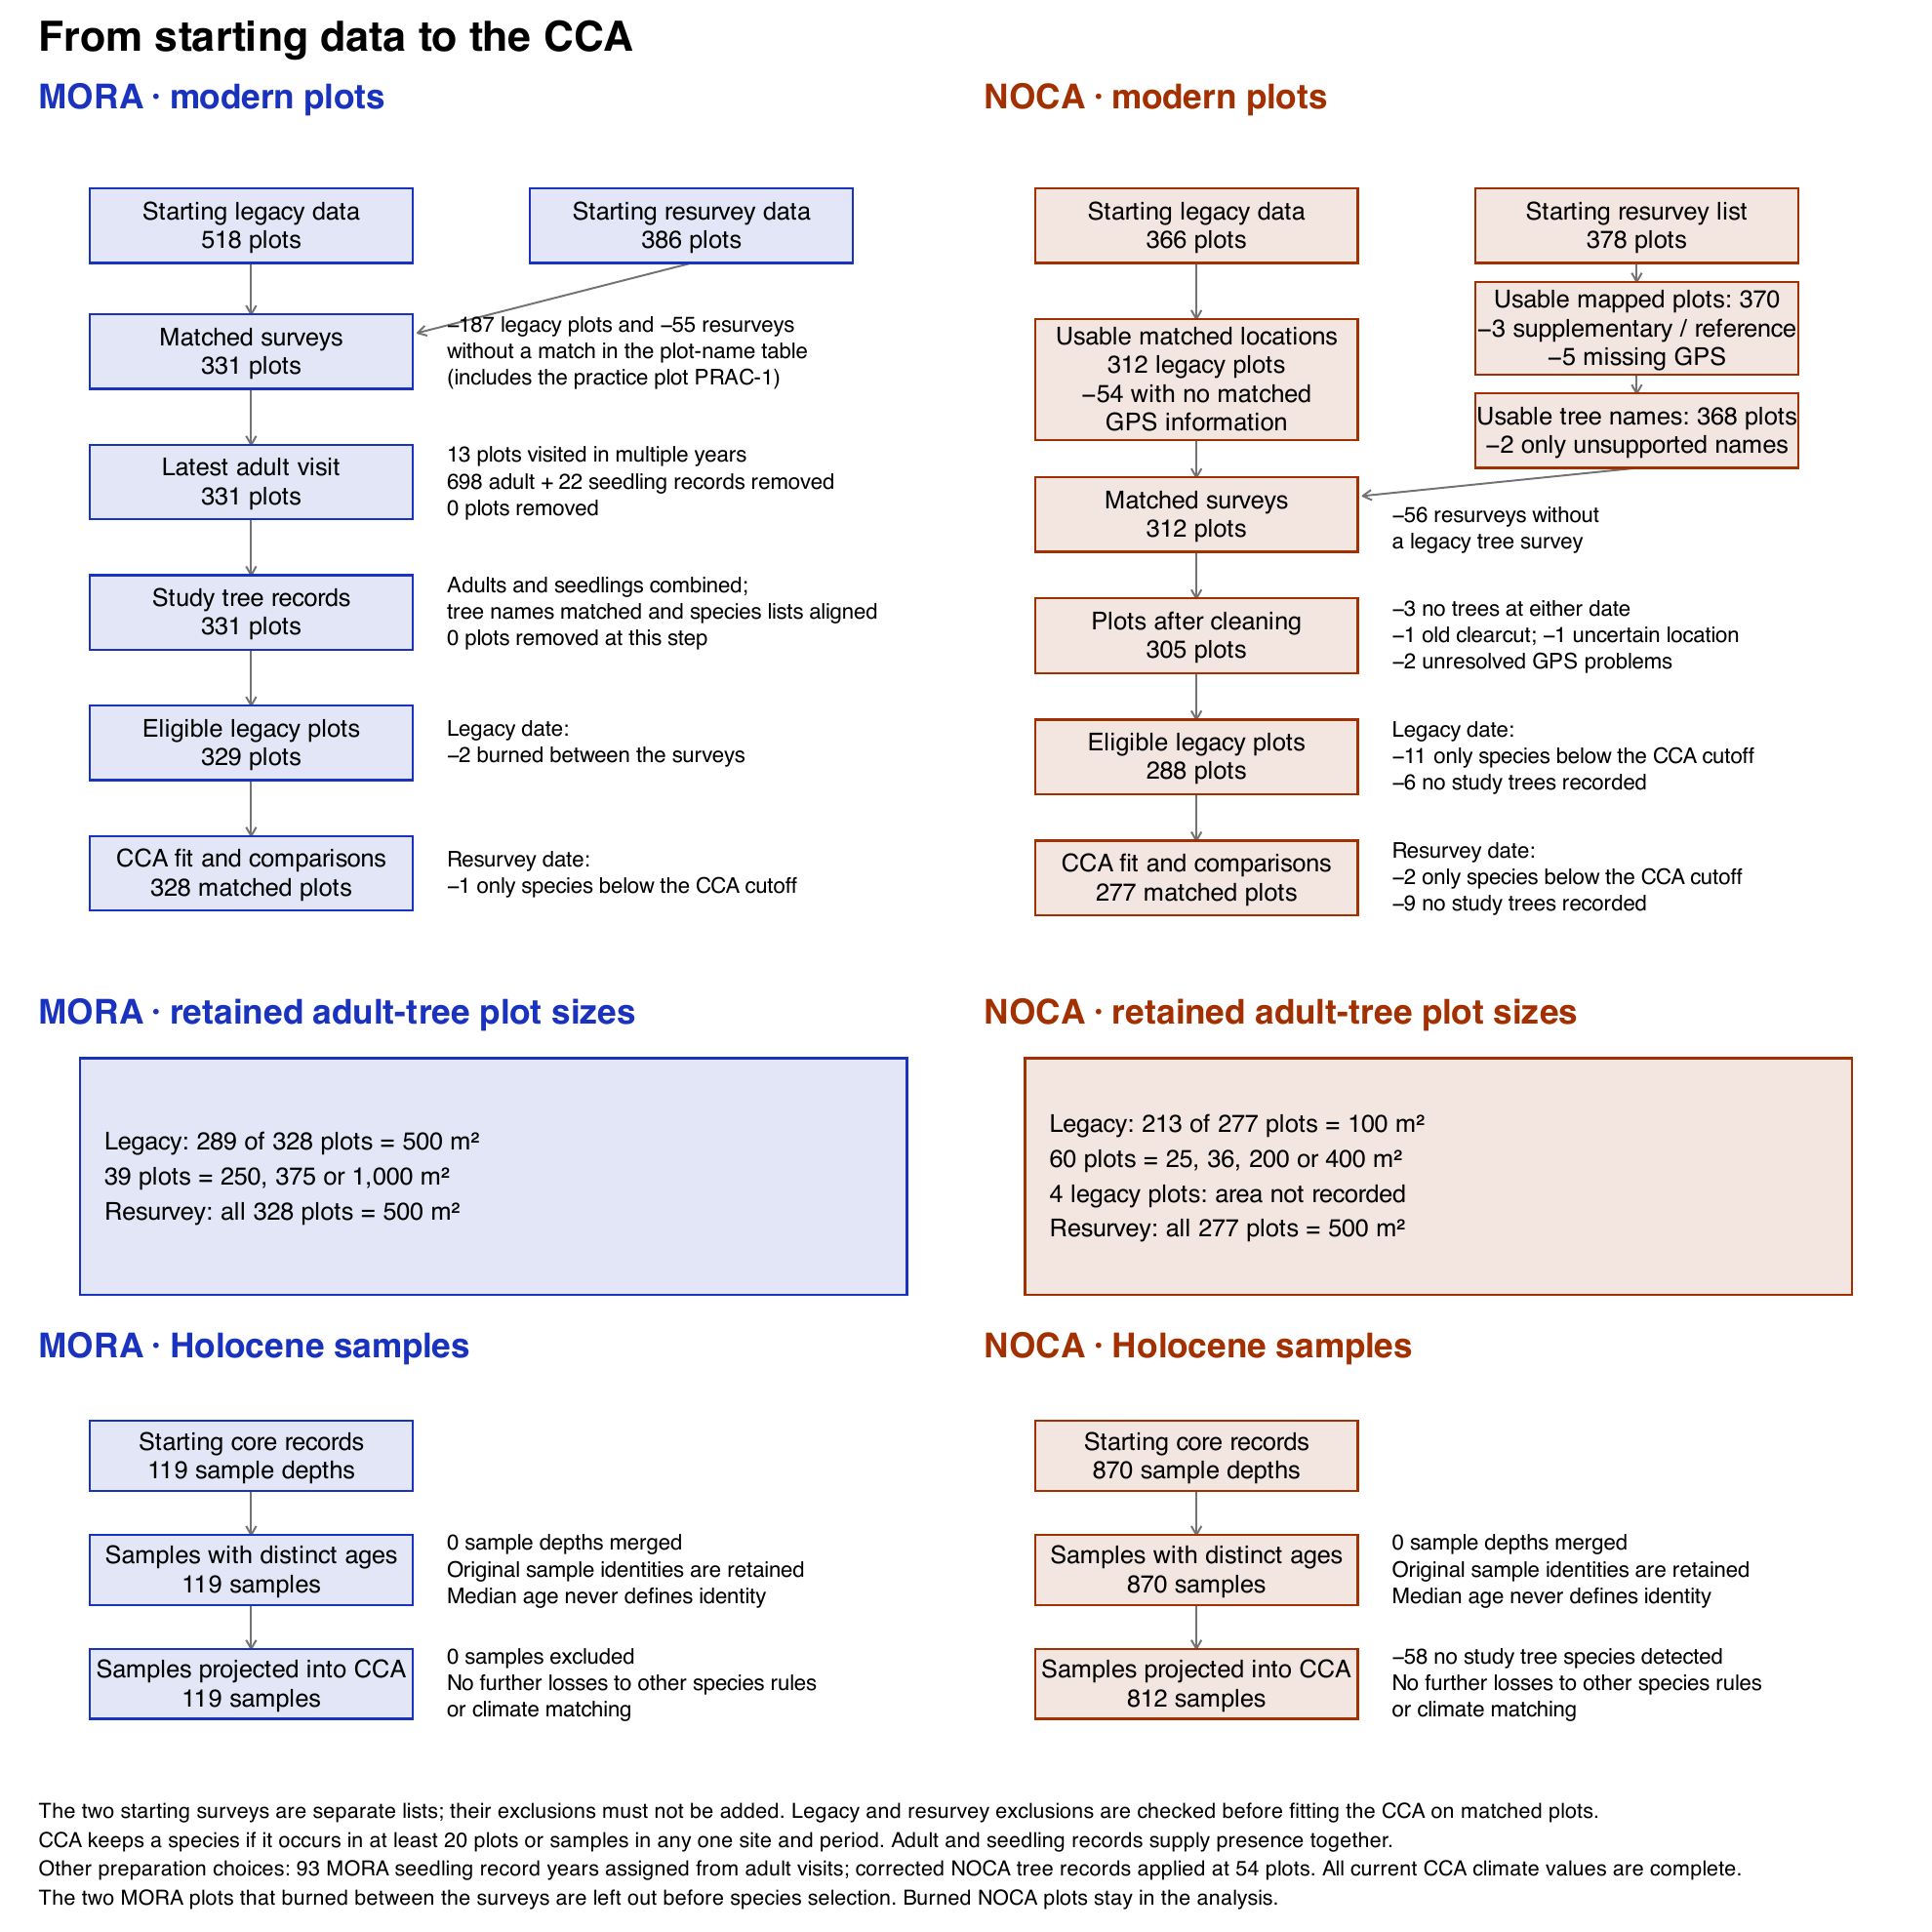 From starting data to the CCA
MORA · modern plots
Starting legacy data
518 plots
Starting resurvey data
386 plots
Matched surveys
331 plots
−187 legacy plots and −55 resurveys
without a match in the plot-name table
(includes the practice plot PRAC-1)
Latest adult visit
331 plots
13 plots visited in multiple years
698 adult + 22 seedling records removed
0 plots removed
Study tree records
331 plots
Adults and seedlings combined;
tree names matched and species lists aligned
0 plots removed at this step
Eligible legacy plots
329 plots
Legacy date:
−2 burned between the surveys
CCA fit and comparisons
328 matched plots
Resurvey date:
−1 only species below the CCA cutoff
NOCA · modern plots
Starting legacy data
366 plots
Starting resurvey list
378 plots
Usable mapped plots: 370
−3 supplementary / reference
−5 missing GPS
Usable matched locations
312 legacy plots
−54 with no matched
GPS information
Usable tree names: 368 plots
−2 only unsupported names
Matched surveys
312 plots
−56 resurveys without
a legacy tree survey
Plots after cleaning
305 plots
−3 no trees at either date
−1 old clearcut; −1 uncertain location
−2 unresolved GPS problems
Eligible legacy plots
288 plots
Legacy date:
−11 only species below the CCA cutoff
−6 no study trees recorded
CCA fit and comparisons
277 matched plots
Resurvey date:
−2 only species below the CCA cutoff
−9 no study trees recorded
MORA · retained adult-tree plot sizes
Legacy: 289 of 328 plots = 500 m²
39 plots = 250, 375 or 1,000 m²
Resurvey: all 328 plots = 500 m²
NOCA · retained adult-tree plot sizes
Legacy: 213 of 277 plots = 100 m²
60 plots = 25, 36, 200 or 400 m²
4 legacy plots: area not recorded
Resurvey: all 277 plots = 500 m²
MORA · Holocene samples
Starting core records
119 sample depths
Samples with distinct ages
119 samples
0 sample depths merged
Original sample identities are retained
Median age never defines identity
Samples projected into CCA
119 samples
0 samples excluded
No further losses to other species rules
or climate matching
NOCA · Holocene samples
Starting core records
870 sample depths
Samples with distinct ages
870 samples
0 sample depths merged
Original sample identities are retained
Median age never defines identity
Samples projected into CCA
812 samples
−58 no study tree species detected
No further losses to other species rules
or climate matching
The two starting surveys are separate lists; their exclusions must not be added. Legacy and resurvey exclusions are checked before fitting the CCA on matched plots.
CCA keeps a species if it occurs in at least 20 plots or samples in any one site and period. Adult and seedling records supply presence together.
Other preparation choices: 93 MORA seedling record years assigned from adult visits; corrected NOCA tree records applied at 54 plots. All current CCA climate values are complete.
The two MORA plots that burned between the surveys are left out before species selection. Burned NOCA plots stay in the analysis.